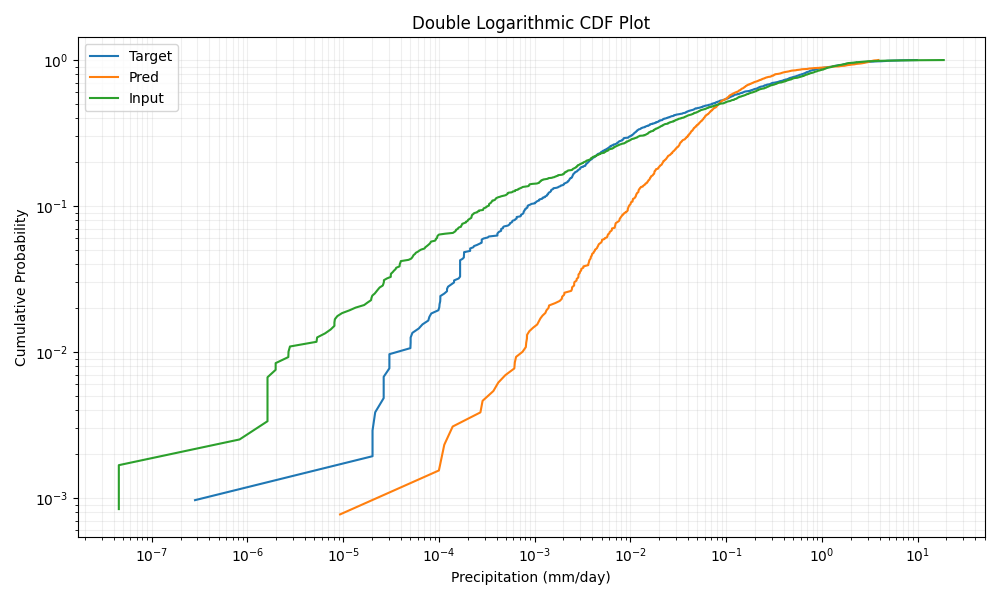 Double Logarithmic CDF Plot
Target
Pred
Input
Cumulative Probability
10⁰
10⁻¹
10⁻²
10⁻³
10⁻⁷
10⁻⁶
10⁻⁵
10⁻⁴
10⁻³
10⁻²
10⁻¹
10⁰
10¹
Precipitation (mm/day)